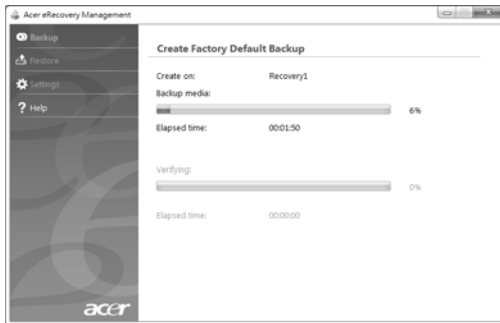 Acer eRecovery Management
Backup
Restore
Settings
? Help
Create Factory Default Backup
Create on: Recovery1
Backup media:
6%
Elapsed time: 00:01:50
Verifying:
0%
Elapsed time: 00:00:00
acer